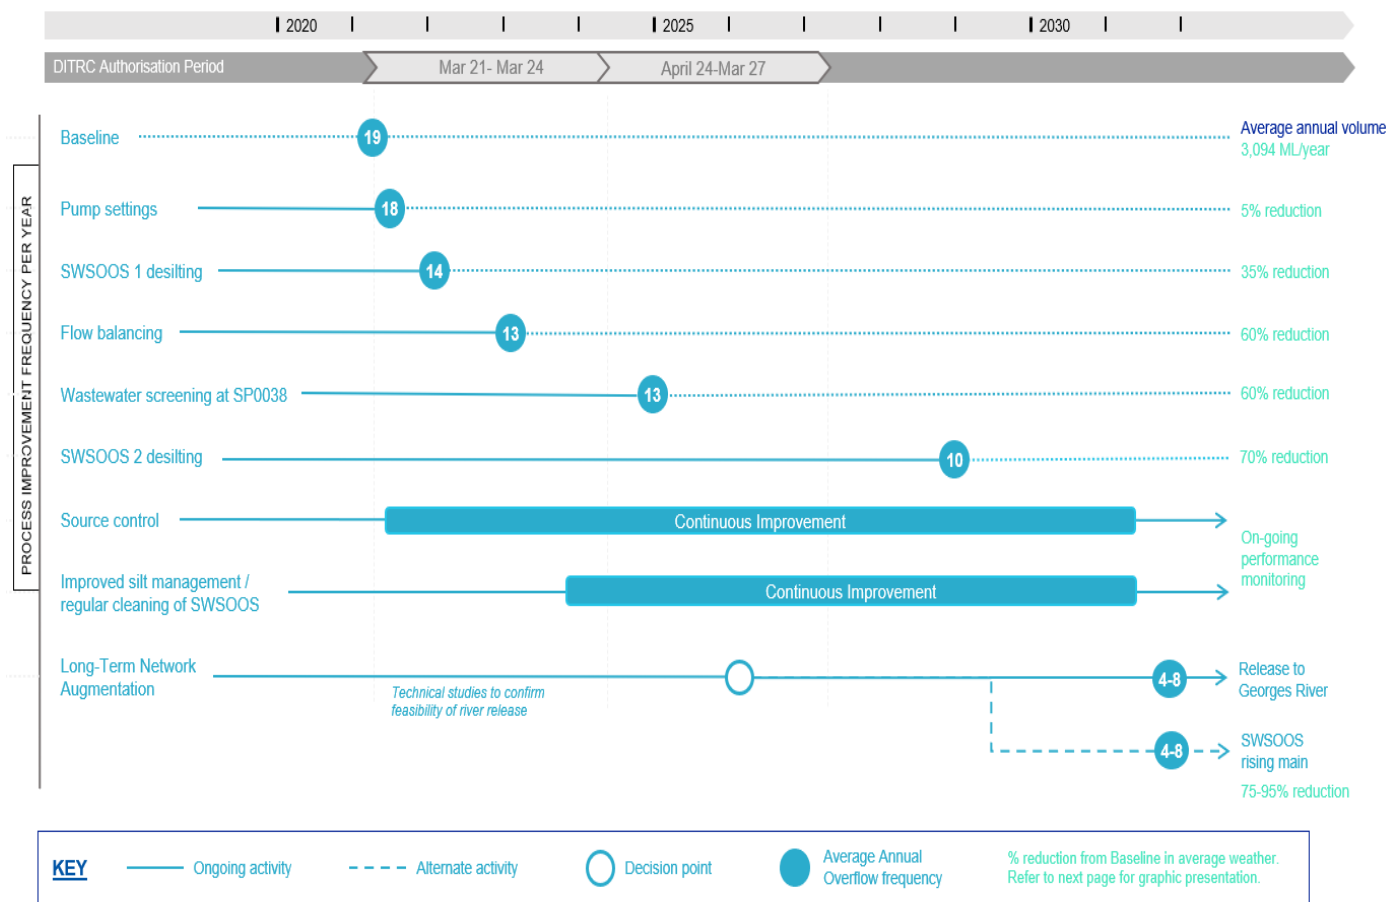 2020
2025
2030
DITRC Authorisation Period
Mar 21- Mar 24
April 24-Mar 27
PROCESS IMPROVEMENT FREQUENCY PER YEAR
Baseline
19
Average annual volume
3,094 ML/year
Pump settings
18
5% reduction
SWSOOS 1 desilting
14
35% reduction
Flow balancing
13
60% reduction
Wastewater screening at SP0038
13
60% reduction
SWSOOS 2 desilting
10
70% reduction
Source control
Continuous Improvement
On-going
performance
monitoring
Improved silt management /
regular cleaning of SWSOOS
Continuous Improvement
Long-Term Network
Augmentation
Technical studies to confirm
feasibility of river release
4-8
Release to
Georges River
4-8
SWSOOS
rising main
75-95% reduction
KEY
Ongoing activity
Alternate activity
Decision point
Average Annual
Overflow frequency
% reduction from Baseline in average weather.
Refer to next page for graphic presentation.